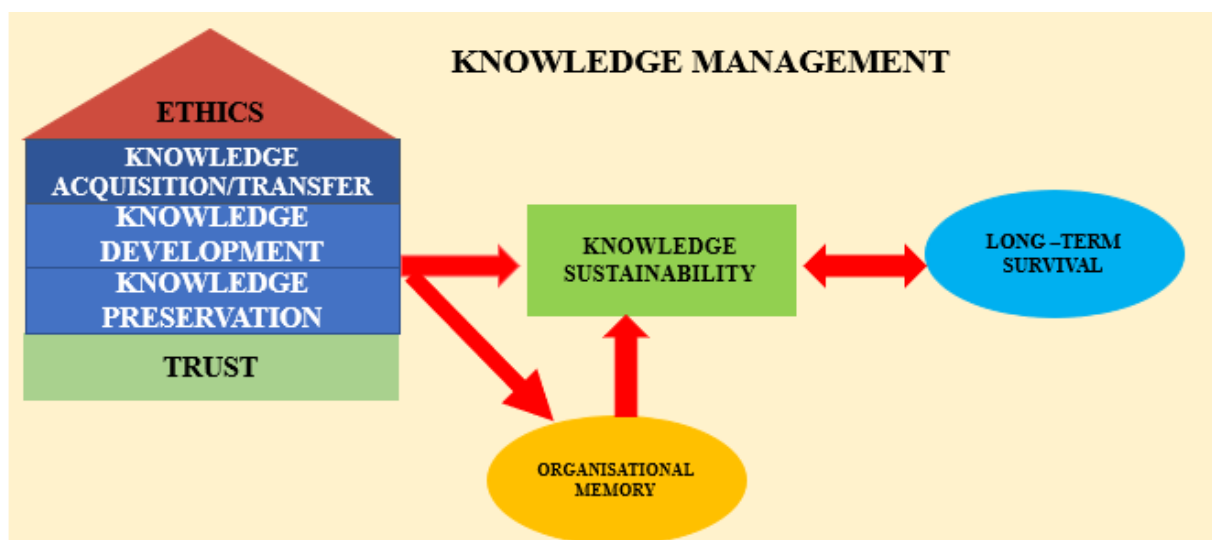 KNOWLEDGE MANAGEMENT
ETHICS
KNOWLEDGE
ACQUISITION/TRANSFER
KNOWLEDGE
DEVELOPMENT
KNOWLEDGE
PRESERVATION
TRUST
KNOWLEDGE
SUSTAINABILITY
LONG –TERM
SURVIVAL
ORGANISATIONAL
MEMORY